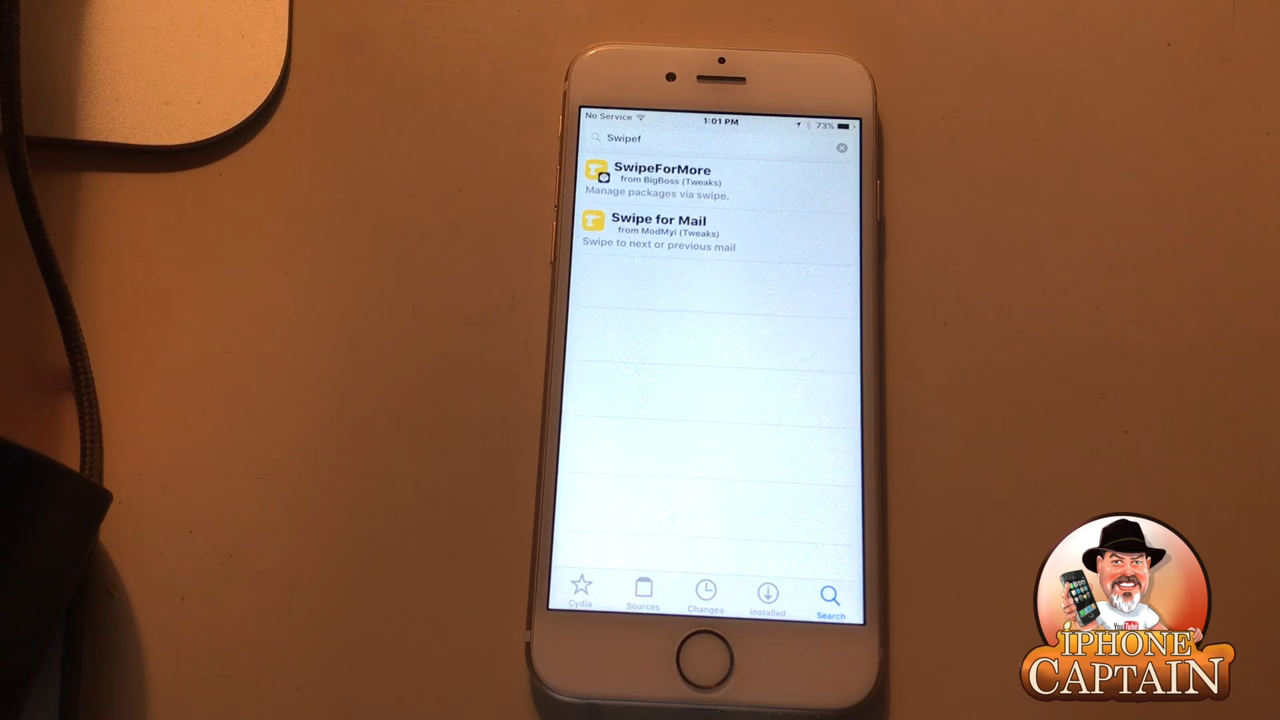 No Service
1:01 PM
73%
Swipef
SwipeForMore
from BigBoss (Tweaks)
Manage packages via swipe.
Swipe for Mail
from ModMyi (Tweaks)
Swipe to next or previous mail
Cydia
Sources
Changes
Installed
Search
YouTube
iPHONE
CAPTAIN